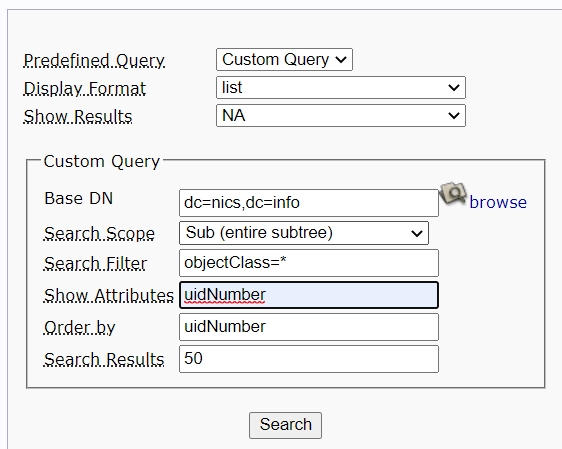 Predefined Query Custom Query
Display Format list
Show Results NA
Custom Query
Base DN dc=nics,dc=info browse
Search Scope Sub (entire subtree)
Search Filter objectClass=*
Show Attributes uidNumber
Order by uidNumber
Search Results 50
Search